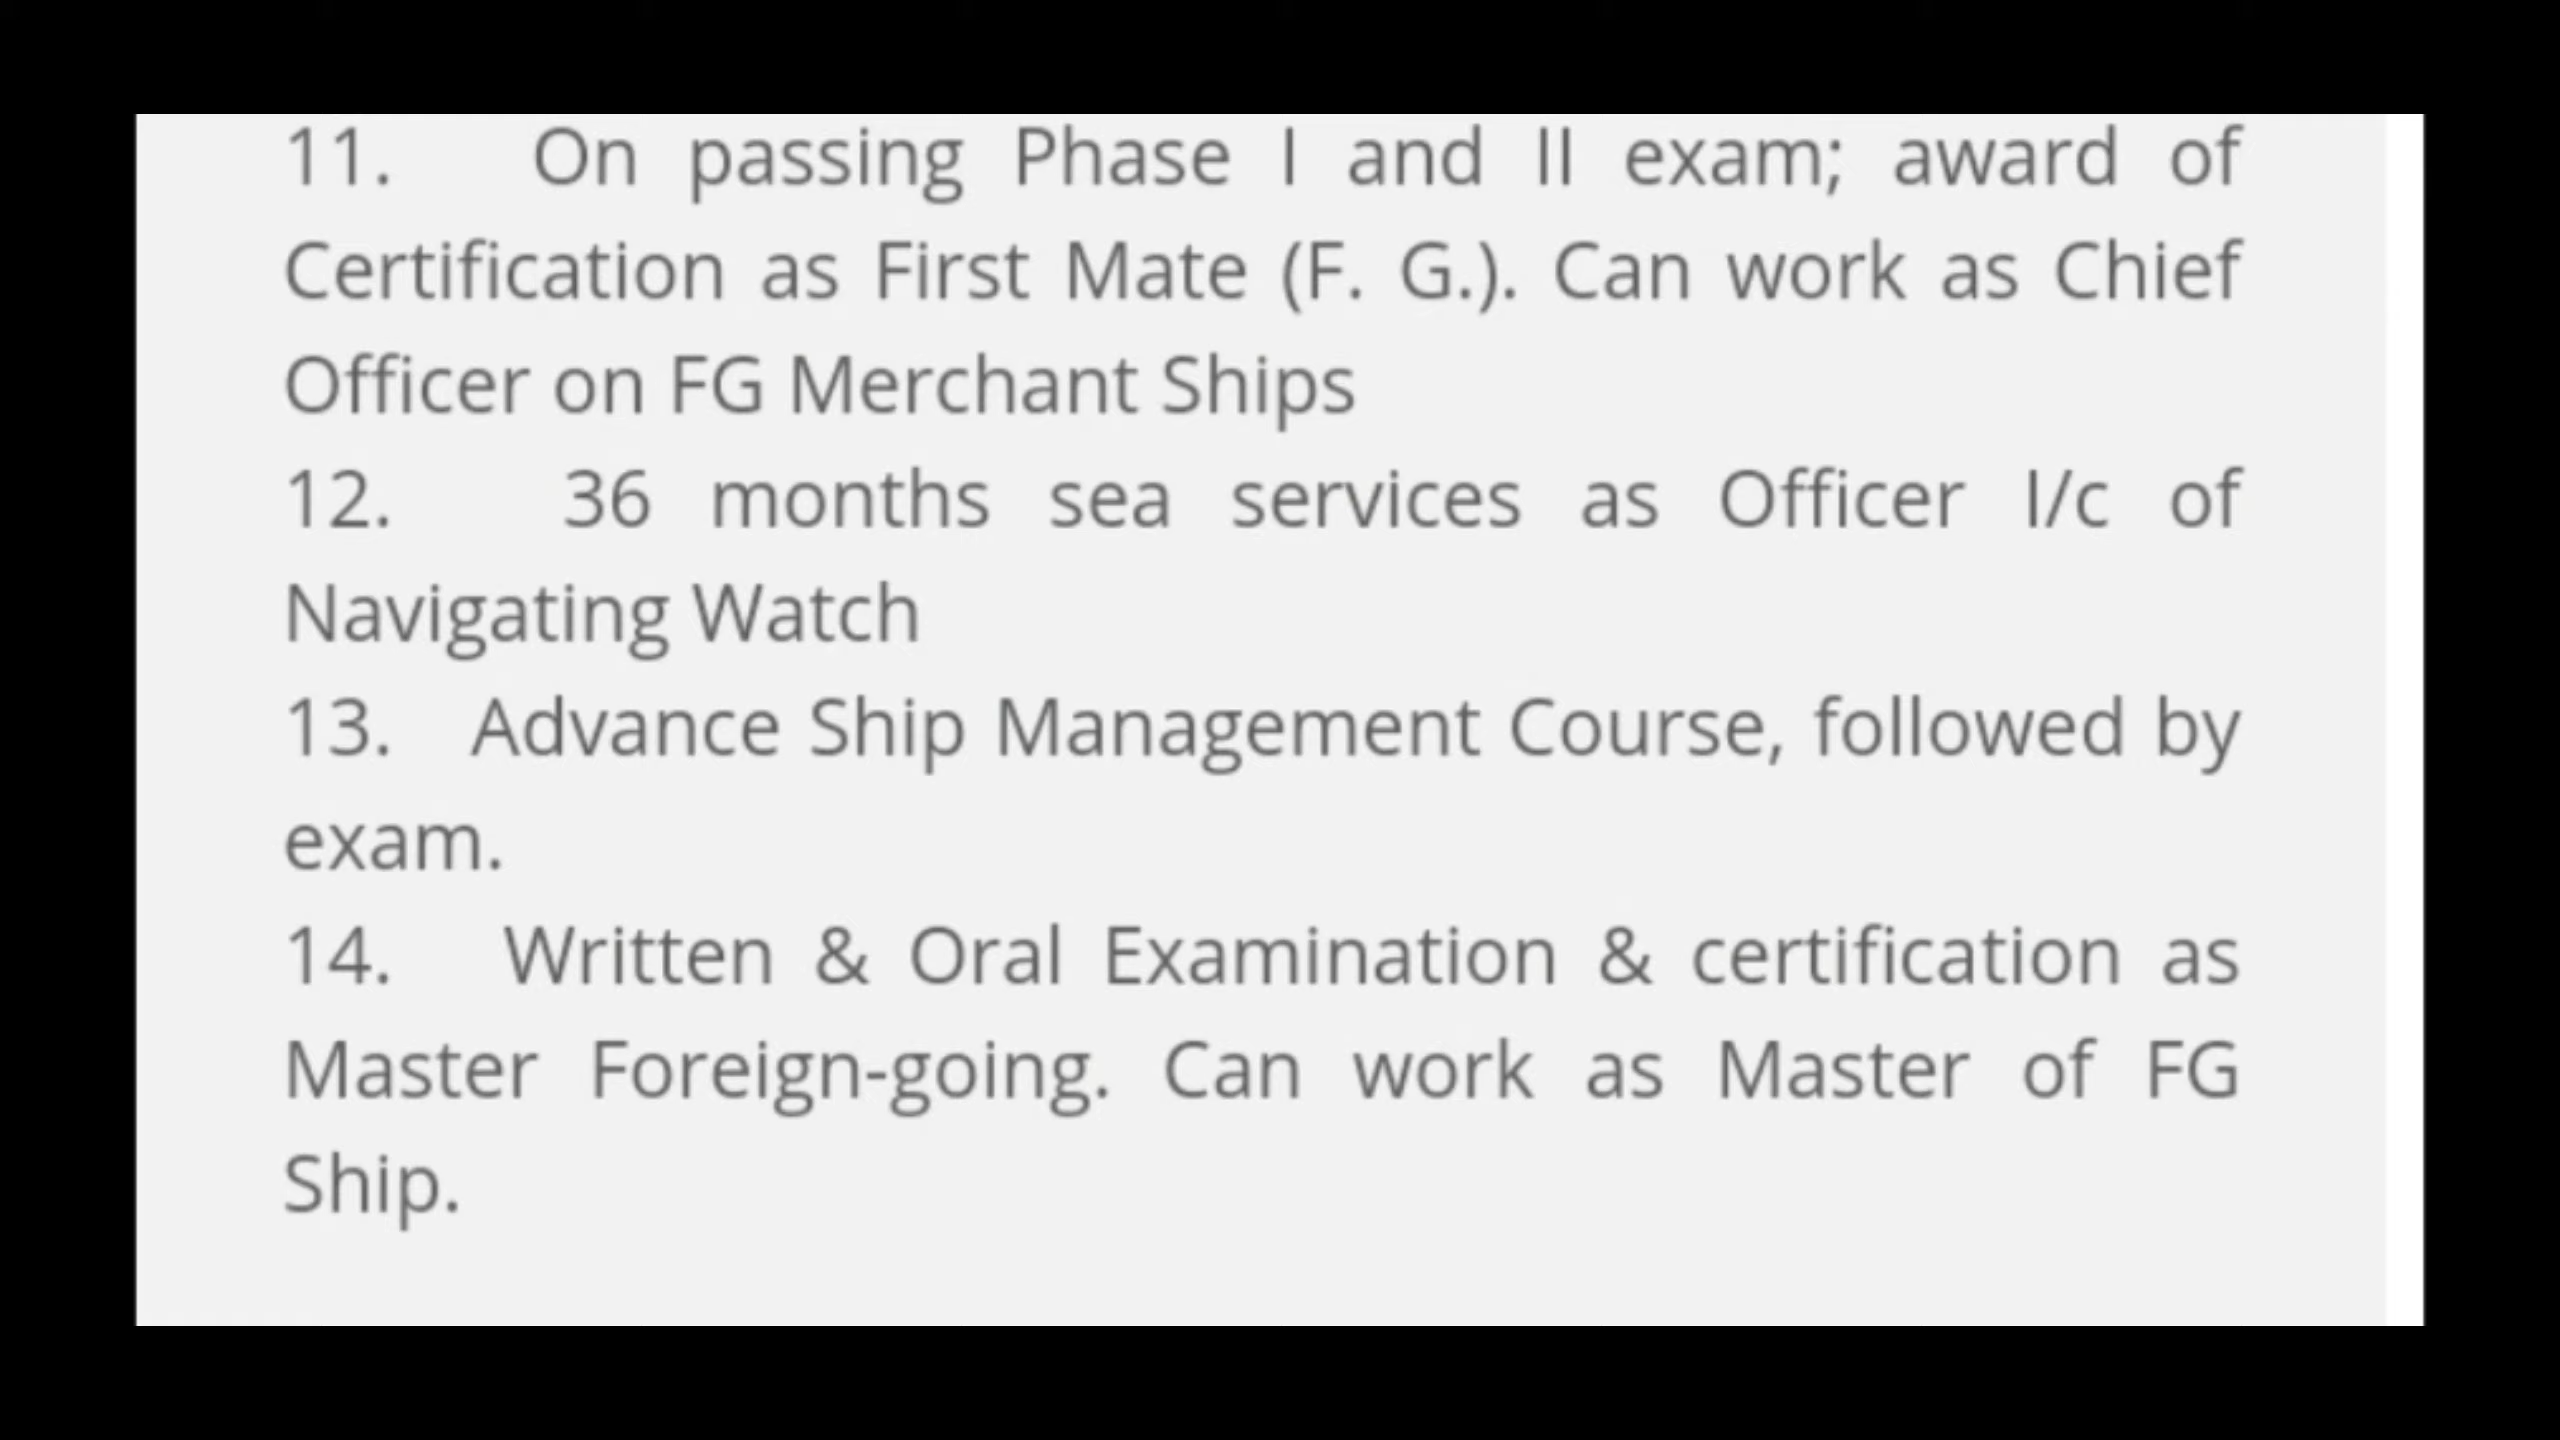 11. On passing Phase I and II exam; award of
Certification as First Mate (F. G.). Can work as Chief
Officer on FG Merchant Ships
12. 36 months sea services as Officer I/c of
Navigating Watch
13. Advance Ship Management Course, followed by
exam.
14. Written & Oral Examination & certification as
Master Foreign-going. Can work as Master of FG
Ship.